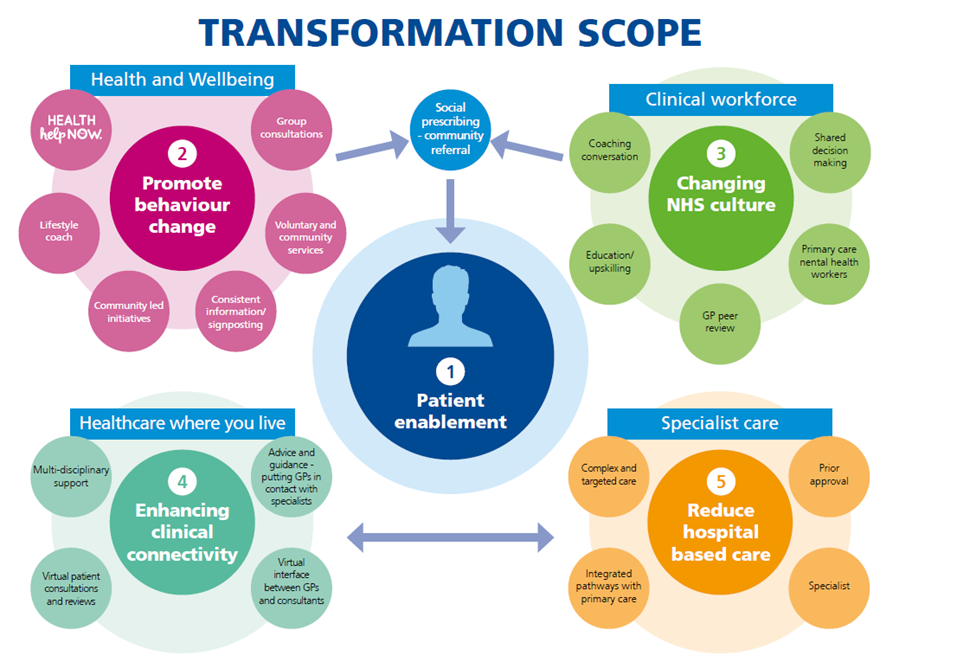 TRANSFORMATION SCOPE
Health and Wellbeing
HEALTH
help NOW.
Group
consultations
2
Promote
behaviour
change
Lifestyle
coach
Voluntary and
community
services
Community led
initiatives
Consistent
information/
signposting
Social
prescribing
- community
referral
Clinical workforce
Coaching
conversation
Shared
decision
making
3
Changing
NHS culture
Education/
upskilling
Primary care
nental health
workers
GP peer
review
1
Patient
enablement
Healthcare where you live
Multi-disciplinary
support
Advice and
guidance -
putting GPs in
contact with
specialists
4
Enhancing
clinical
connectivity
Virtual patient
consultations
and reviews
Virtual
interface
between GPs
and consultants
Specialist care
Complex and
targeted care
Prior
approval
5
Reduce
hospital
based care
Integrated
pathways with
primary care
Specialist